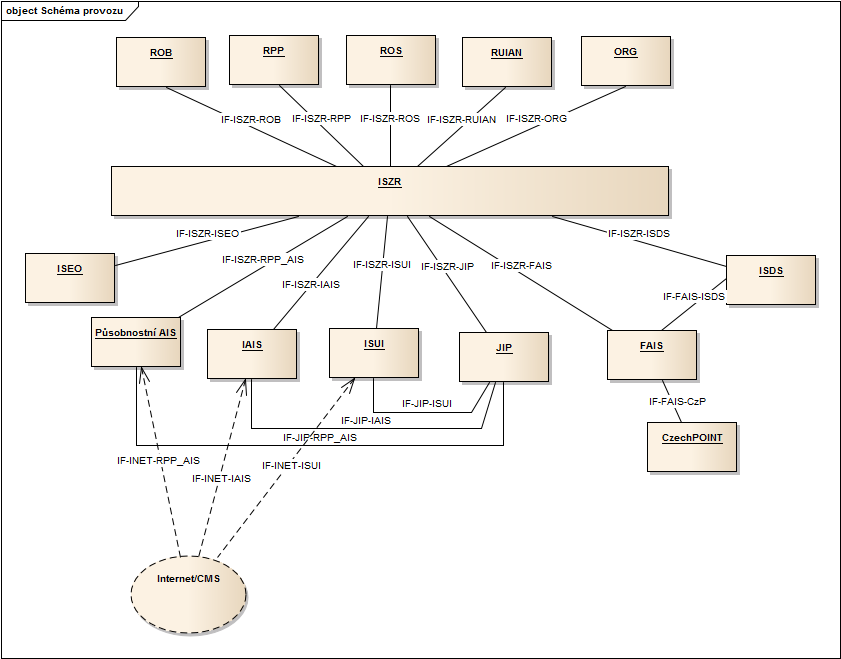 object Schéma provozu
ROB
RPP
ROS
RUIAN
ORG
IF-ISZR-ROB
IF-ISZR-RPP
IF-ISZR-ROS
IF-ISZR-RUIAN
IF-ISZR-ORG
ISZR
IF-ISZR-ISEO
IF-ISZR-RPP_AIS
IF-ISZR-IAIS
IF-ISZR-ISUI
IF-ISZR-JIP
IF-ISZR-FAIS
IF-ISZR-ISDS
ISEO
ISDS
IF-FAIS-ISDS
Působnostní AIS
IAIS
ISUI
JIP
FAIS
IF-JIP-ISUI
IF-JIP-IAIS
IF-JIP-RPP_AIS
IF-FAIS-CzP
CzechPOINT
IF-INET-RPP_AIS
IF-INET-IAIS
IF-INET-ISUI
Internet/CMS